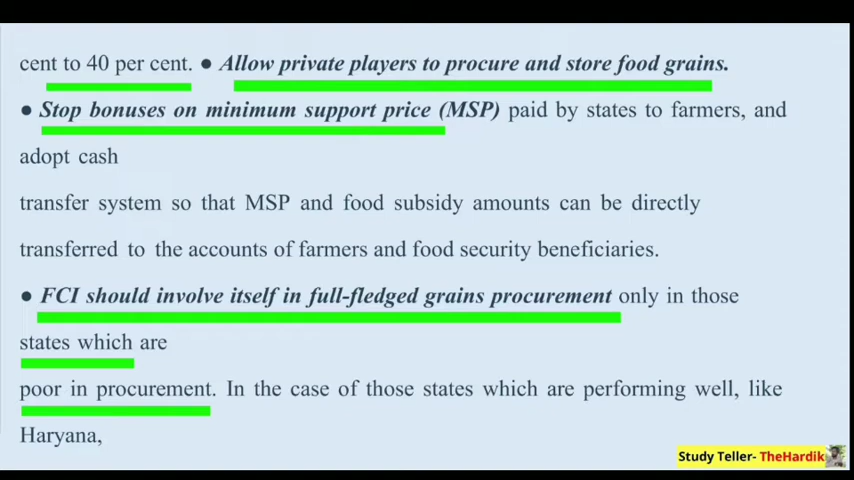 cent to 40 per cent. ● Allow private players to procure and store food grains.
● Stop bonuses on minimum support price (MSP) paid by states to farmers, and
adopt cash
transfer system so that MSP and food subsidy amounts can be directly
transferred to the accounts of farmers and food security beneficiaries.
● FCI should involve itself in full-fledged grains procurement only in those
states which are
poor in procurement. In the case of those states which are performing well, like
Haryana,
Study Teller- TheHardik